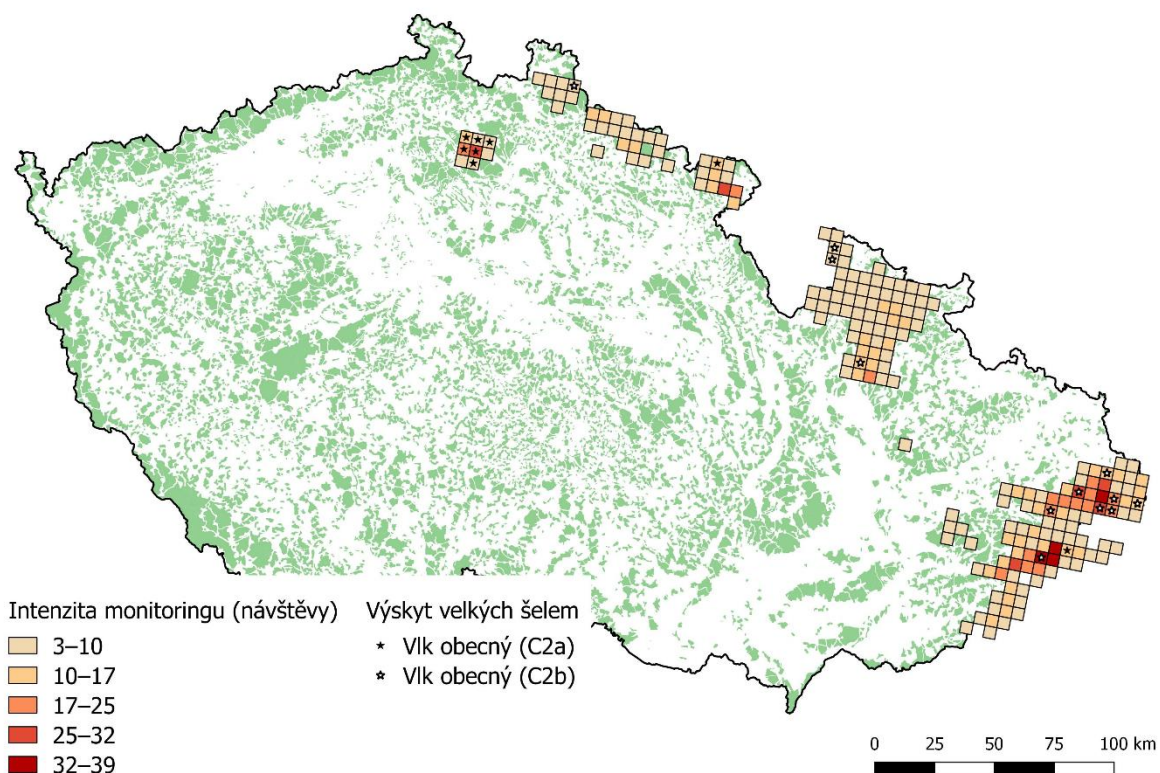 Intenzita monitoringu (návštěvy)
3–10
10–17
17–25
25–32
32–39
Výskyt velkých šelem
Vlk obecný (C2a)
Vlk obecný (C2b)
0 25 50 75 100 km